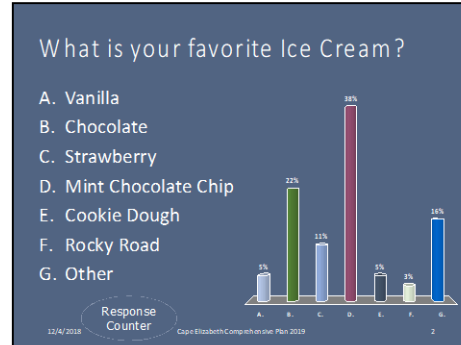 What is your favorite Ice Cream?
A. Vanilla
B. Chocolate
C. Strawberry
D. Mint Chocolate Chip
E. Cookie Dough
F. Rocky Road
G. Other
5%
22%
11%
38%
5%
3%
16%
A. B. C. D. E. F. G.
Response
Counter
12/4/2018 Cape Elizabeth Comprehensive Plan 2019 2